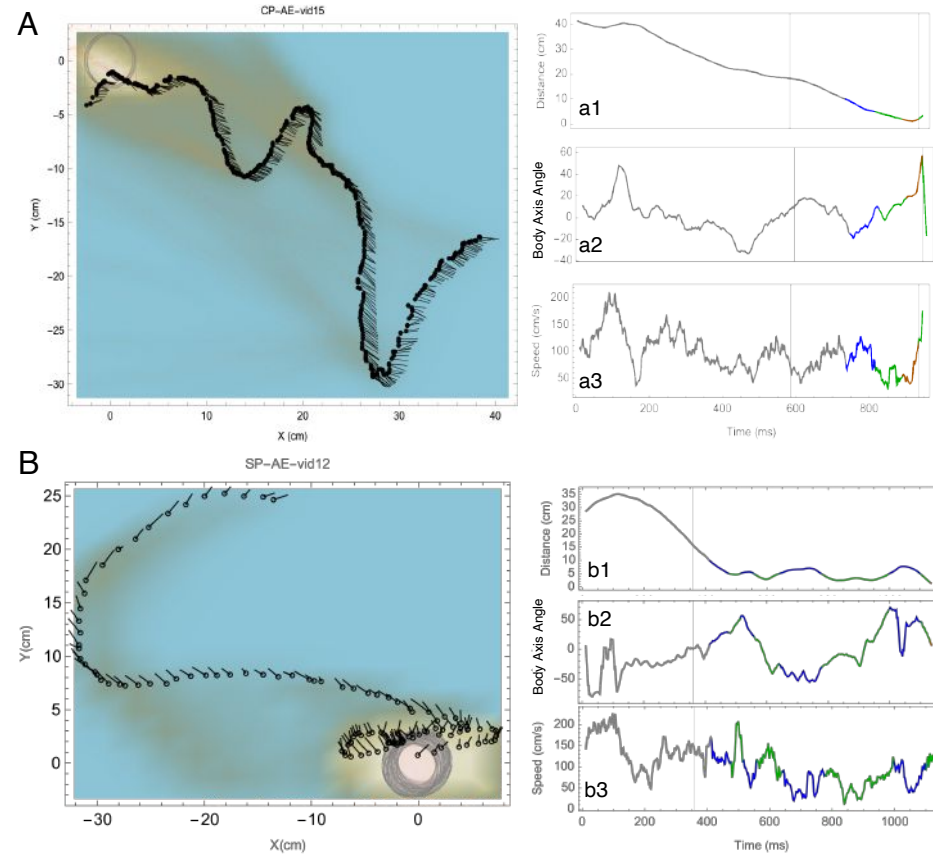 A
CP-AE-vid15
0
−5
−10
−15
−20
−25
−30
Y (cm)
0
10
20
30
40
X (cm)
40
30
20
10
0
Distance (cm)
a1
60
40
20
0
−20
−40
Body Axis Angle
a2
200
150
100
50
Speed (cm/s)
a3
0
200
400
600
800
Time (ms)
B
SP-AE-vid12
25
20
15
10
5
0
Y(cm)
−30
−20
−10
0
X(cm)
35
30
25
20
15
10
5
0
Distance (cm)
b1
50
0
−50
Body Axis Angle
b2
200
150
100
50
0
Speed (cm/s)
b3
0
200
400
600
800
1000
Time (ms)